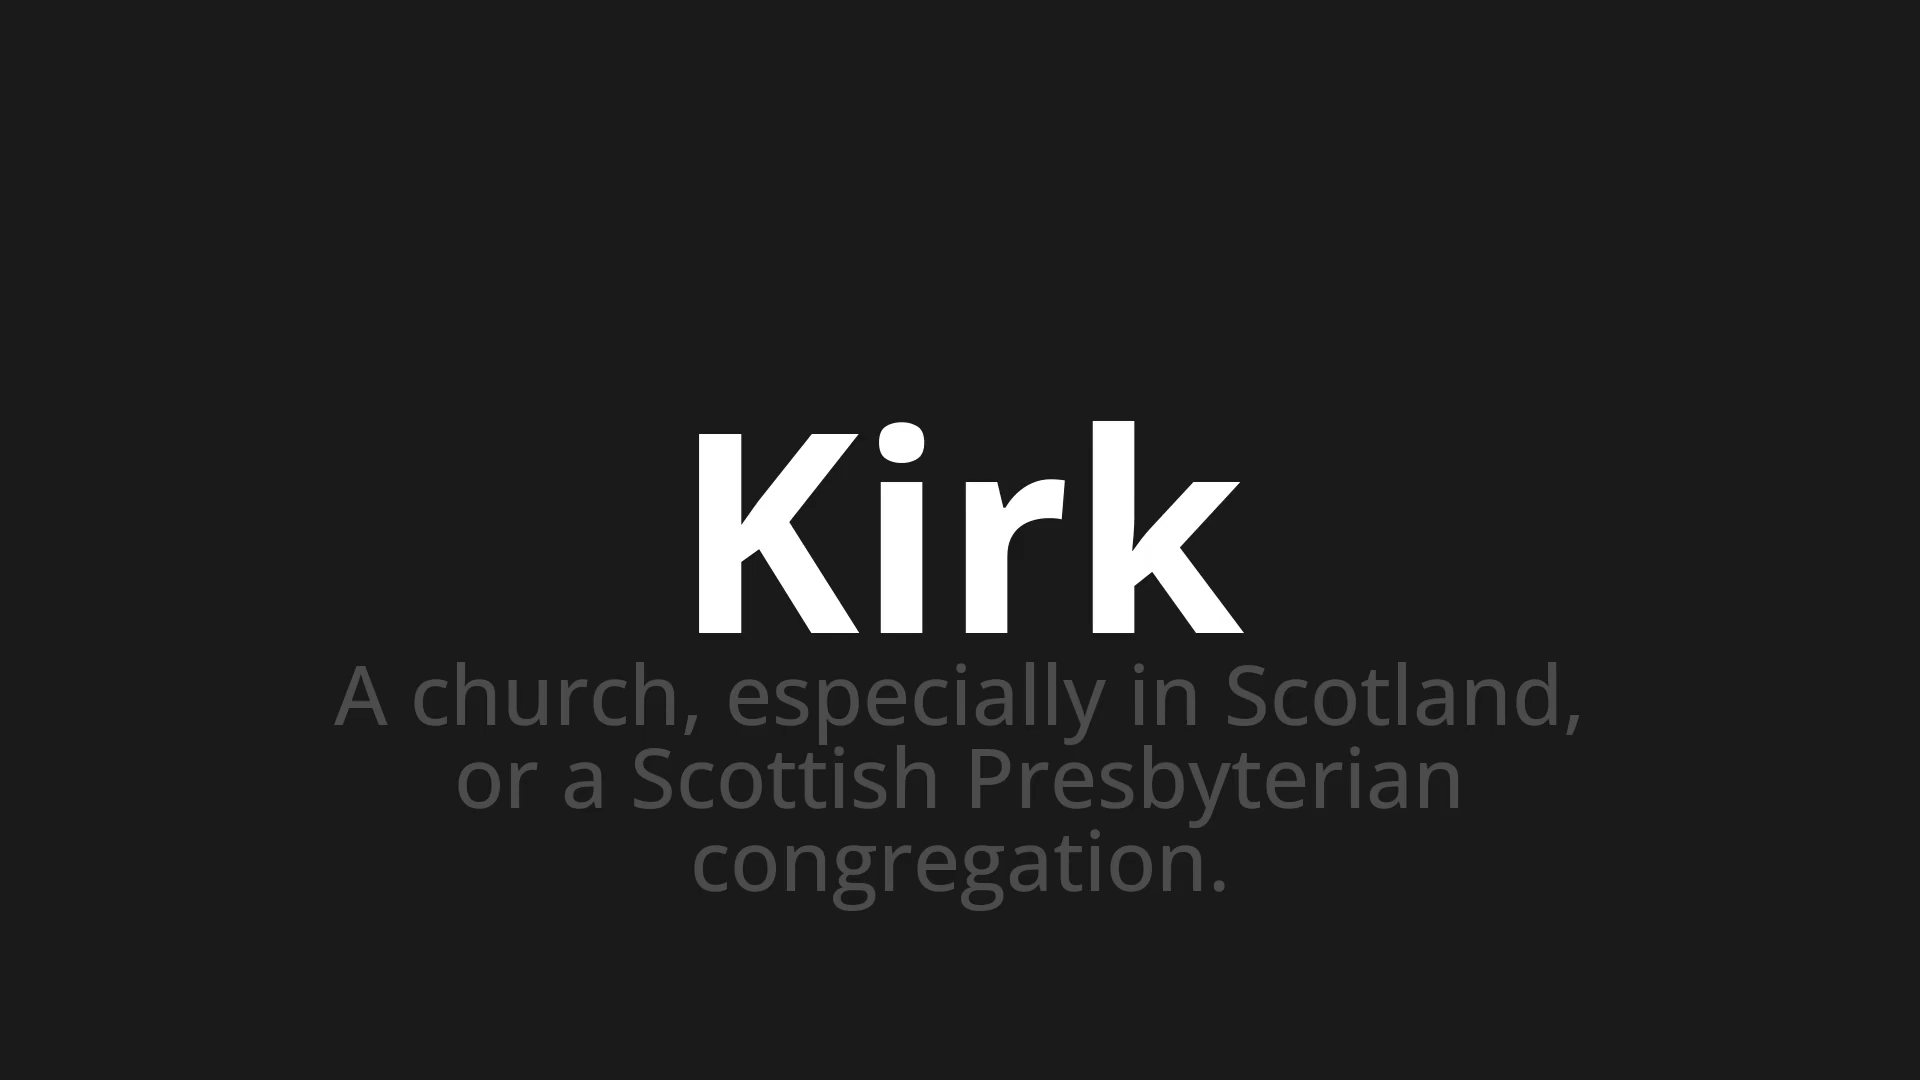 Kirk
A church, especially in Scotland,
or a Scottish Presbyterian
congregation.